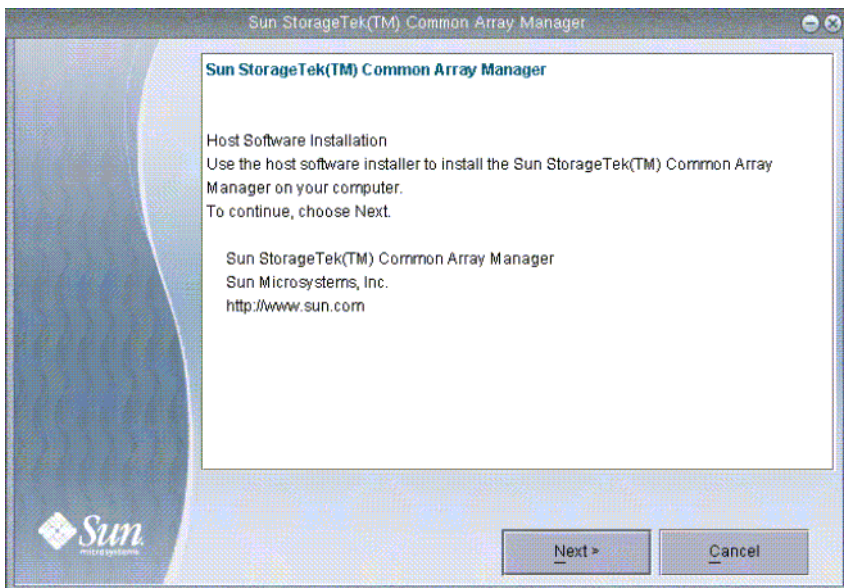 Sun StorageTek(TM) Common Array Manager
Sun StorageTek(TM) Common Array Manager
Host Software Installation
Use the host software installer to install the Sun StorageTek(TM) Common Array
Manager on your computer.
To continue, choose Next.
Sun StorageTek(TM) Common Array Manager
Sun Microsystems, Inc.
http://www.sun.com
Sun
microsystems
Next >
Cancel